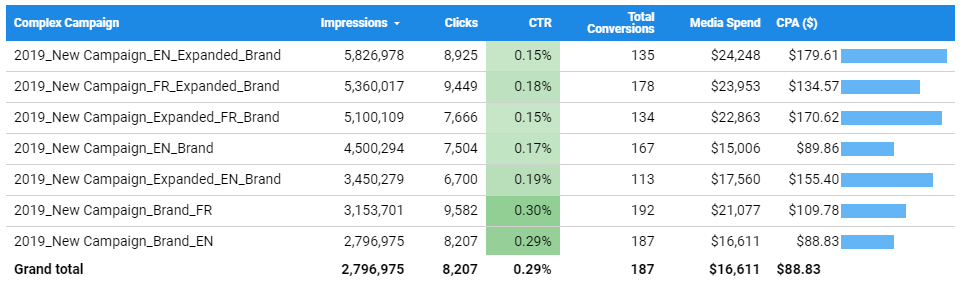 Complex Campaign Impressions Clicks CTR Total Conversions Media Spend CPA ($)
2019_New Campaign_EN_Expanded_Brand 5,826,978 8,925 0.15% 135 $24,248 $179.61
2019_New Campaign_FR_Expanded_Brand 5,360,017 9,449 0.18% 178 $23,953 $134.57
2019_New Campaign_Expanded_FR_Brand 5,100,109 7,666 0.15% 134 $22,863 $170.62
2019_New Campaign_EN_Brand 4,500,294 7,504 0.17% 167 $15,006 $89.86
2019_New Campaign_Expanded_EN_Brand 3,450,279 6,700 0.19% 113 $17,560 $155.40
2019_New Campaign_Brand_FR 3,153,701 9,582 0.30% 192 $21,077 $109.78
2019_New Campaign_Brand_EN 2,796,975 8,207 0.29% 187 $16,611 $88.83
Grand total 2,796,975 8,207 0.29% 187 $16,611 $88.83